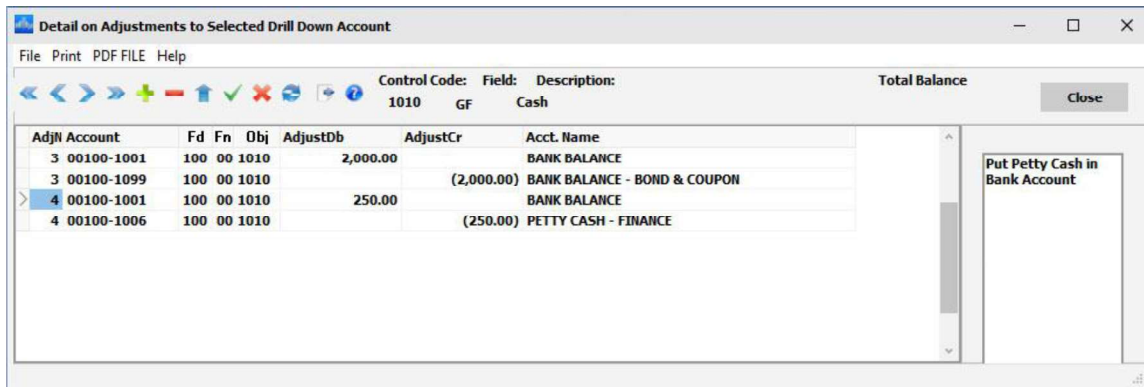 Detail on Adjustments to Selected Drill Down Account
File Print PDF FILE Help
Control Code: Field: Description: Total Balance
1010 GF Cash
Close
AdjN Account Fd Fn Obj AdjustDb AdjustCr Acct. Name
3 00100-1001 100 00 1010 2,000.00 BANK BALANCE
3 00100-1099 100 00 1010 (2,000.00) BANK BALANCE - BOND & COUPON
4 00100-1001 100 00 1010 250.00 BANK BALANCE
4 00100-1006 100 00 1010 (250.00) PETTY CASH - FINANCE
Put Petty Cash in
Bank Account